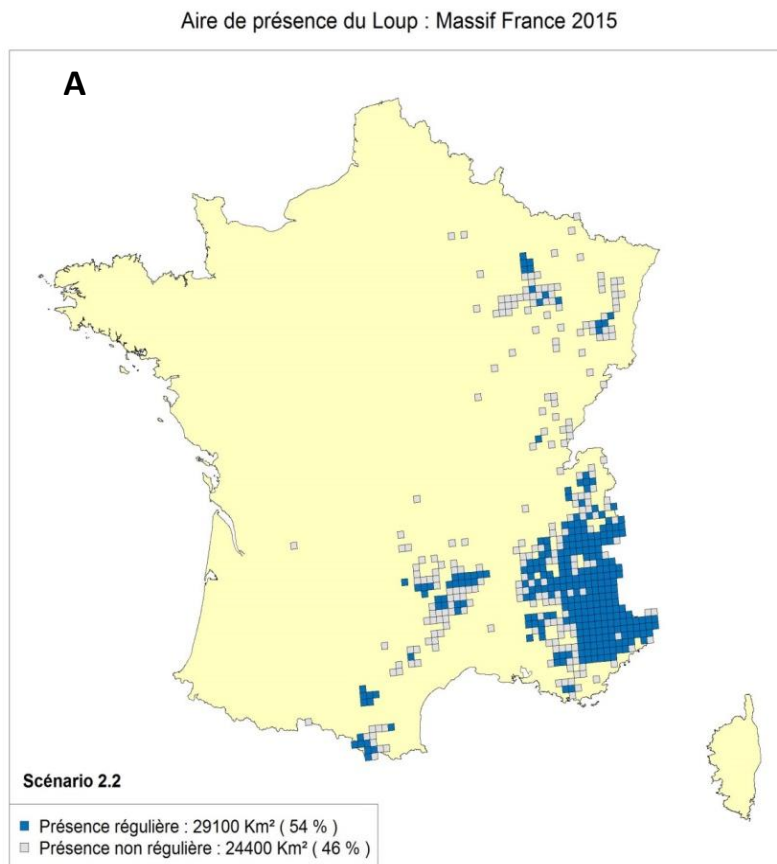 Aire de présence du Loup : Massif France 2015
A
Scénario 2.2
Présence régulière : 29100 Km² ( 54 % )
Présence non régulière : 24400 Km² ( 46 % )